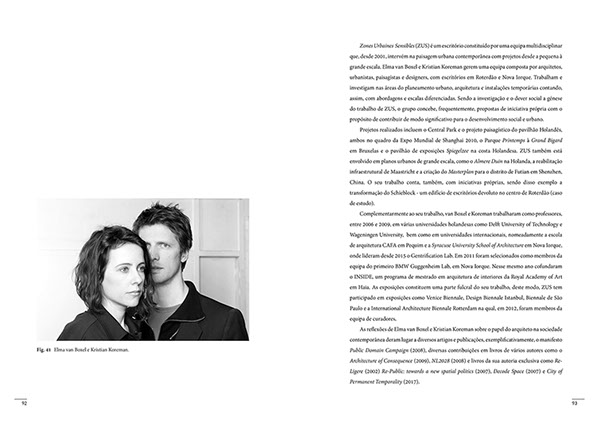 Fig. 41 Elma van Boxel e Kristian Koreman.
92
Zones Urbaines Sensibles (ZUS) é um escritório constituído por uma equipa multidisciplinar
que, desde 2001, intervém na paisagem urbana contemporânea com projetos desde a pequena à
grande escala. Elma van Boxel e Kristian Koreman gerem uma equipa composta por arquitetos,
urbanistas, paisagistas e designers, com escritórios em Roterdão e Nova Iorque. Trabalham e
investigam nas áreas do planeamento urbano, arquitetura e instalações temporárias contando,
assim, com abordagens e escalas diferenciadas. Sendo a investigação e o dever social a génese
do trabalho de ZUS, o grupo concebe, frequentemente, propostas de iniciativa própria com o
propósito de contribuir de modo significativo para o desenvolvimento social e urbano.
Projetos realizados incluem o Central Park e o projeto paisagístico do pavilhão Holandês,
ambos no quadro da Expo Mundial de Shanghai 2010, o Parque Printemps à Grand Bigard
em Bruxelas e o pavilhão de exposições Spiegelzee na costa Holandesa. ZUS também está
envolvido em planos urbanos de grande escala, como o Almere Duin na Holanda, a reabilitação
infraestrutural de Maastricht e a criação do Masterplan para o distrito de Futian em Shenzhen,
China. O seu trabalho conta, também, com iniciativas próprias, sendo disso exemplo a
transformação do Schieblock - um edifício de escritórios devoluto no centro de Roterdão (caso
de estudo).
Complementarmente ao seu trabalho, van Boxel e Koreman trabalharam como professores,
entre 2006 e 2009, em várias universidades holandesas como Delft University of Technology e
Wageningen University, bem como em universidades internacionais, nomeadamente a escola
de arquitetura CAFA em Pequim e a Syracuse University School of Architecture em Nova Iorque,
onde lideram desde 2015 o Gentrification Lab. Em 2011 foram selecionados como membros da
equipa do primeiro BMW Guggenheim Lab, em Nova Iorque. Nesse mesmo ano cofundaram
o INSIDE, um programa de mestrado em arquitetura de interiores da Royal Academy of Art
em Haia. As exposições constituem uma parte fulcral do seu trabalho, deste modo, ZUS tem
participado em exposições como Venice Biennale, Design Biennale Istanbul, Bienale de São
Paulo e a International Architecture Biennale Rotterdam na qual, em 2012, foram membros da
equipa de curadores.
As reflexões de Elma van Boxel e Kristian Koreman sobre o papel do arquiteto na sociedade
contemporânea deram lugar a diversos artigos e publicações, exemplificativamente, o manifesto
Public Domain Campaign (2008), diversas contribuições em livros de vários autores como o
Architecture of Consequence (2009), NL2028 (2008) e livros da sua autoria exclusiva como Re-
Ligere (2002) Re-Public: towards a new spatial politics (2007), Decode Space (2007) e City of
Permanent Temporality (2017).
93